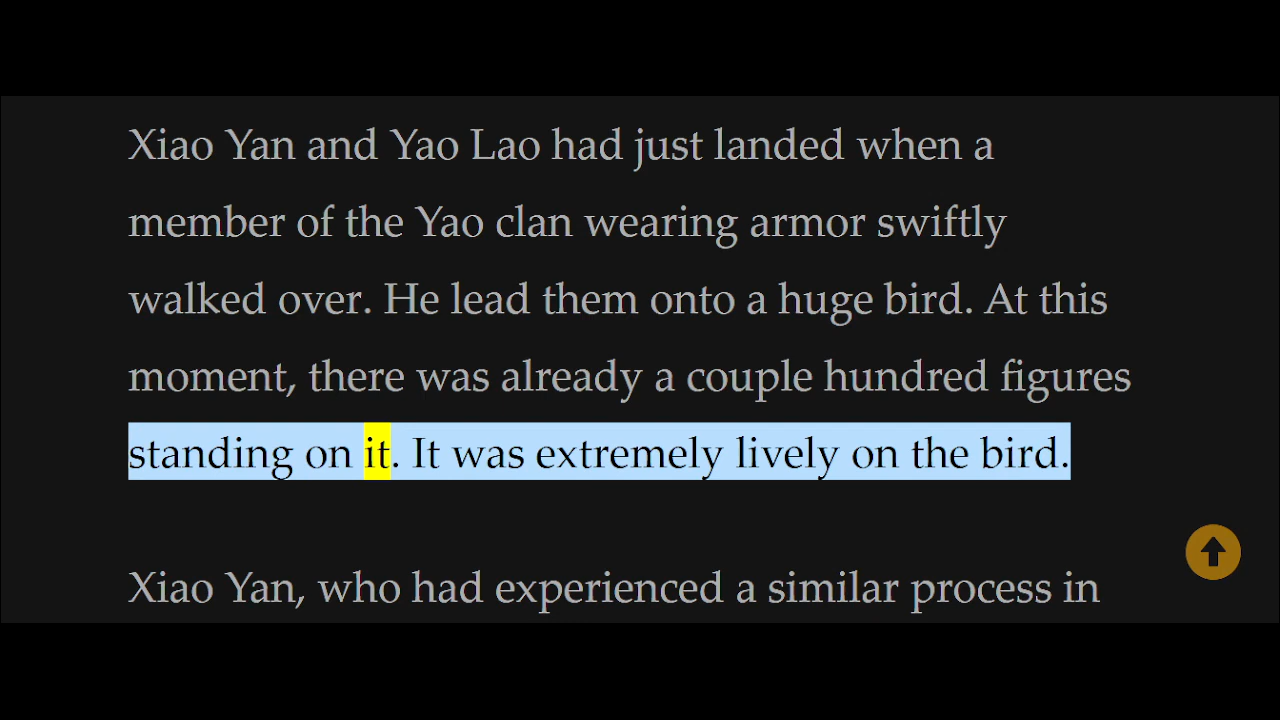 Xiao Yan and Yao Lao had just landed when a
member of the Yao clan wearing armor swiftly
walked over. He lead them onto a huge bird. At this
moment, there was already a couple hundred figures
standing on it. It was extremely lively on the bird.
Xiao Yan, who had experienced a similar process in